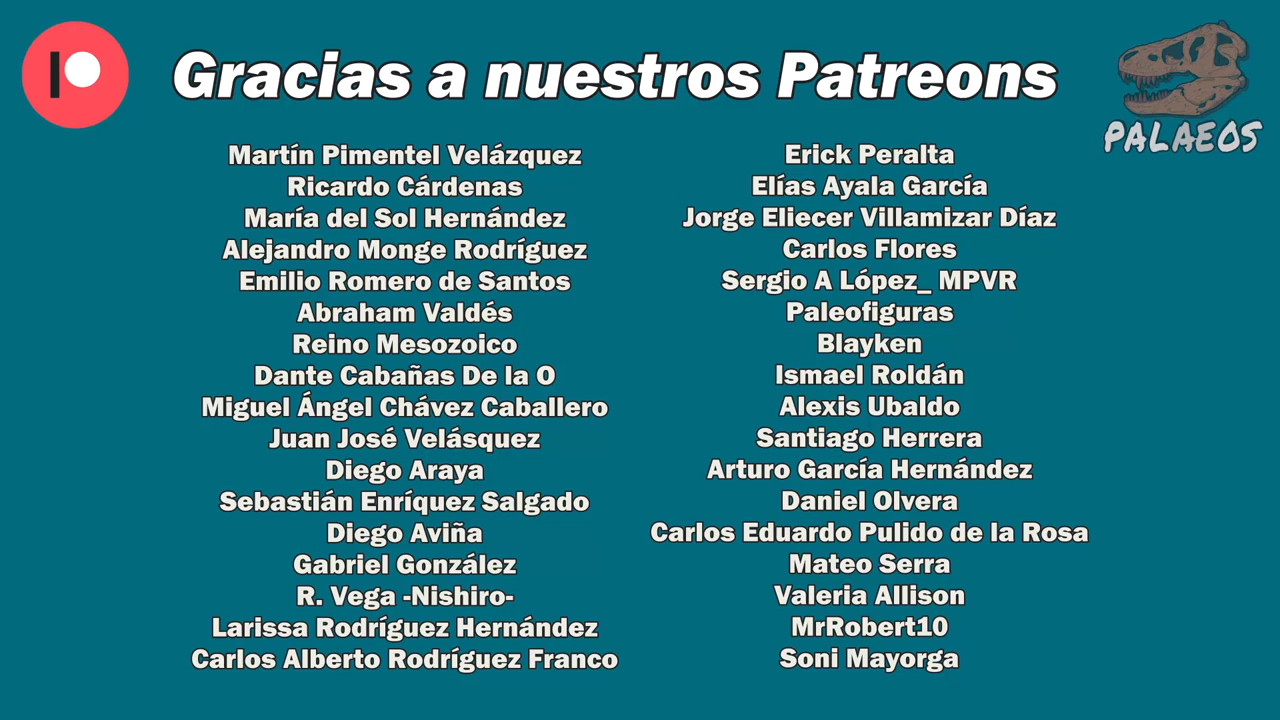 Gracias a nuestros Patreons
PALAEOS
Martín Pimentel Velázquez
Ricardo Cárdenas
María del Sol Hernández
Alejandro Monge Rodríguez
Emilio Romero de Santos
Abraham Valdés
Reino Mesozoico
Dante Cabañas De la O
Miguel Ángel Chávez Caballero
Juan José Velásquez
Diego Araya
Sebastián Enríquez Salgado
Diego Aviña
Gabriel González
R. Vega -Nishiro-
Larissa Rodríguez Hernández
Carlos Alberto Rodríguez Franco
Erick Peralta
Elías Ayala García
Jorge Eliecer Villamizar Díaz
Carlos Flores
Sergio A López_ MPVR
Paleofiguras
Blayken
Ismael Roldán
Alexis Ubaldo
Santiago Herrera
Arturo García Hernández
Daniel Olvera
Carlos Eduardo Pulido de la Rosa
Mateo Serra
Valeria Allison
MrRobert10
Soni Mayorga